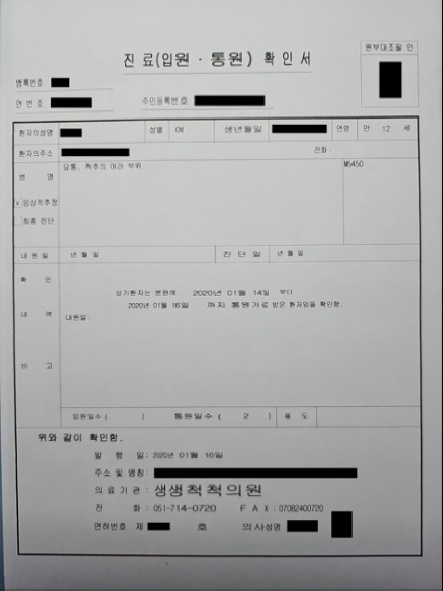 진 료 (입원 · 통원) 확 인 서
원부대조필 인
병록번호
연 번 호 주민등록번호
환자의성명 성별 여 생년월일 연령 만 12 세
환자의주소 전화 :
병 명 요통, 척추의 여러 부위 M5450
v 임상적추정
최종 진단
내 원 일 년 월 일 진 단 일 년 월 일
확 인 상기환자는 본원에 2020년 01월 14일 부터
2020년 01월 16일 까지 통원가료 받은 환자임을 확인함.
내 역 내원일 :
비 고
입원일수 ( ) 통원일수 ( 2 ) 용 도
위와 같이 확인함.
발 행 일 : 2020년 01월 16일
주소 및 명칭 :
의 료 기 관 : 생생척척의원
전 화 : 051-714-0720 F A X : 07082400720
면허번호 제 호 의사성명